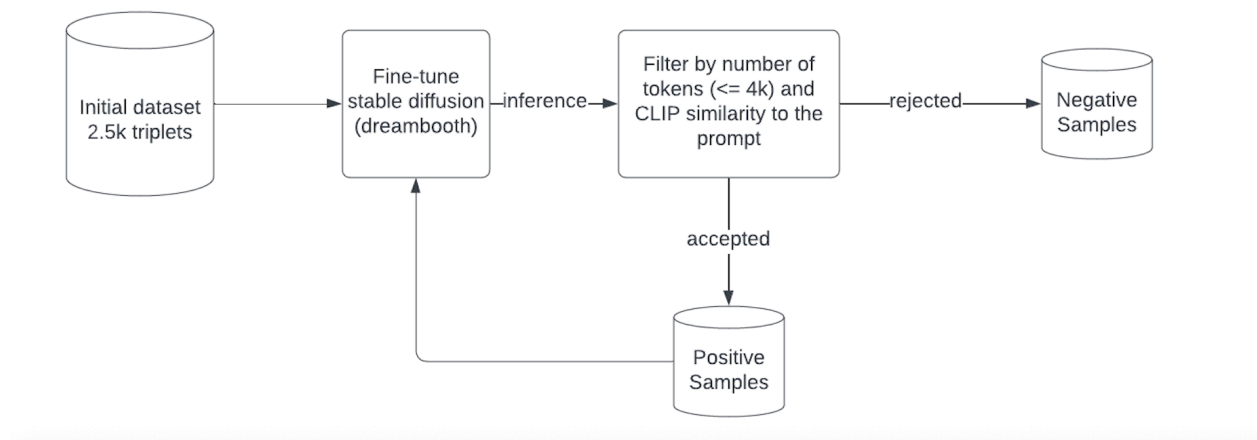 Initial dataset
2.5k triplets
Fine-tune
stable diffusion
(dreambooth)
inference
Filter by number of
tokens (<= 4k) and
CLIP similarity to the
prompt
rejected
Negative
Samples
accepted
Positive
Samples